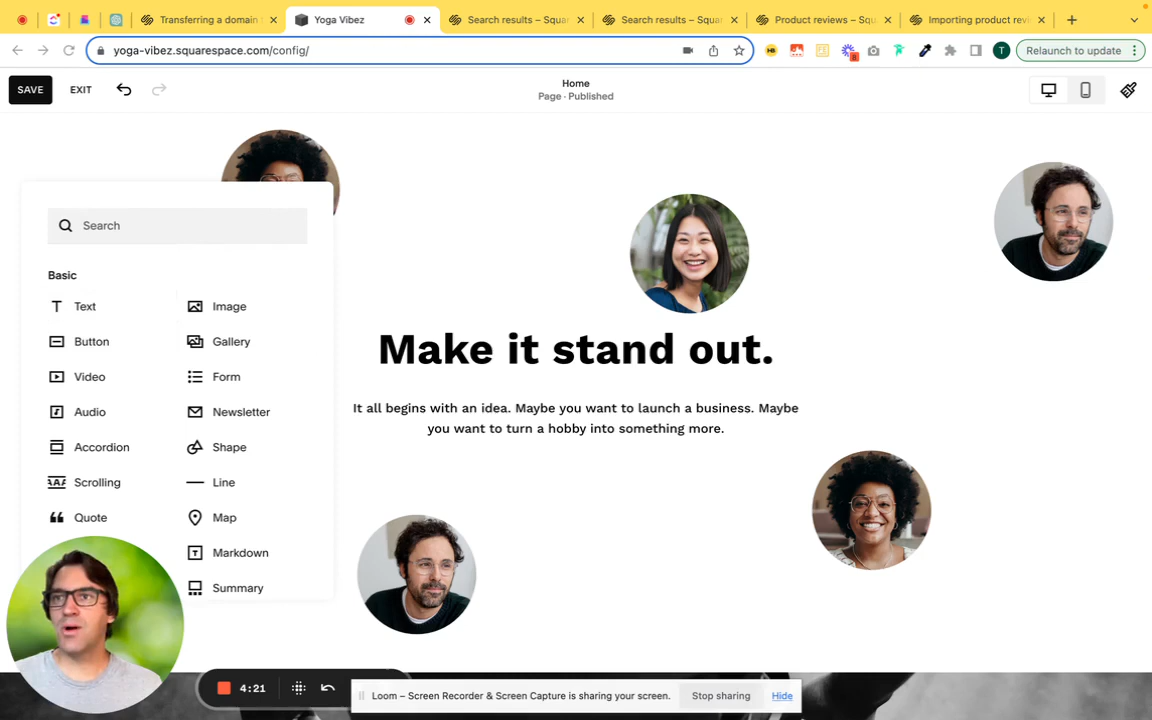 Transferring a domain
Yoga Vibez
Search results – Squa
Search results – Squa
Product reviews – Squ
Importing product revi
yoga-vibez.squarespace.com/config/
T
Relaunch to update
SAVE
EXIT
Home
Page · Published
Search
Basic
Text
Image
Button
Gallery
Video
Form
Audio
Newsletter
Accordion
Shape
Scrolling
Line
Quote
Map
Markdown
Summary
Make it stand out.
It all begins with an idea. Maybe you want to launch a business. Maybe
you want to turn a hobby into something more.
4:21
Loom – Screen Recorder & Screen Capture is sharing your screen.
Stop sharing
Hide